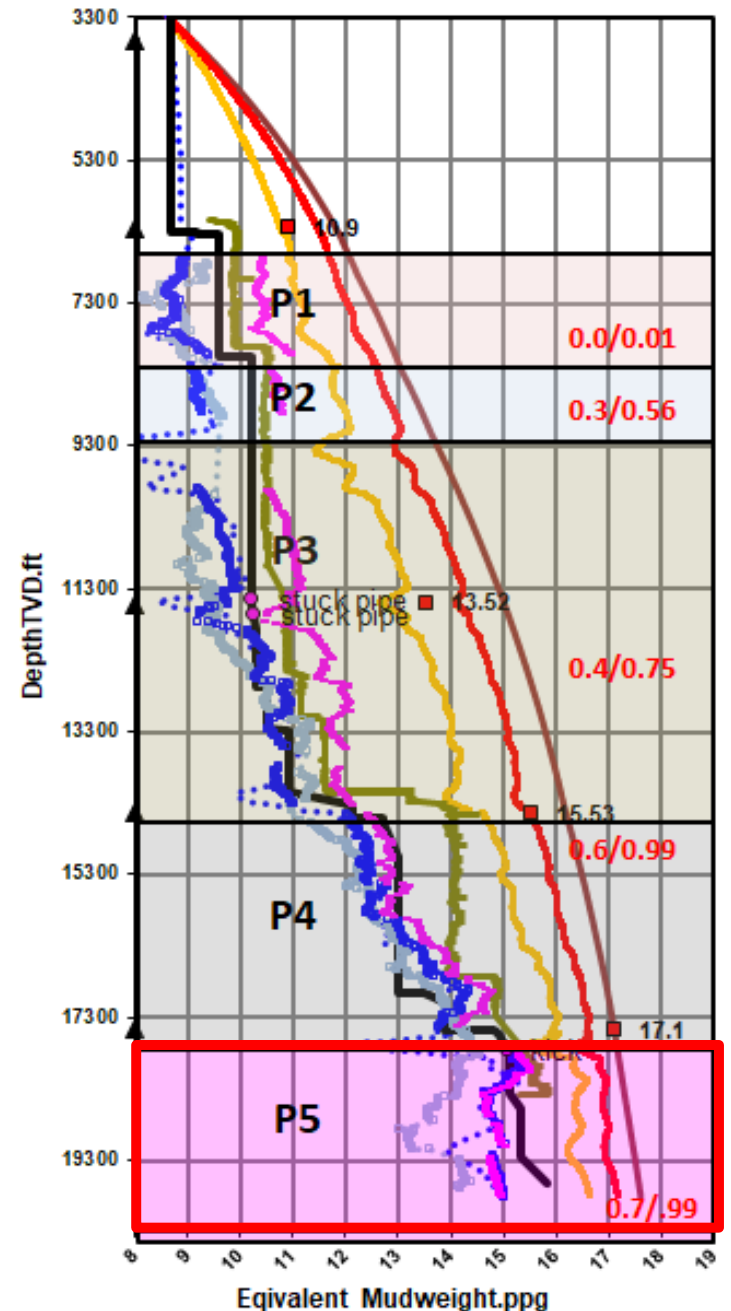 3300
5300
10.9
P1
7300
0.0/0.01
P2
0.3/0.56
9300
P3
11300
stuck pipe
13.52
stuck pipe
DepthTVD.ft
0.4/0.75
13300
15.53
0.6/0.99
15300
P4
17300
17.1
kick
P5
19300
0.7/.99
8 9 10 11 12 13 14 15 16 17 18 19
Eqivalent Mudweight.ppg